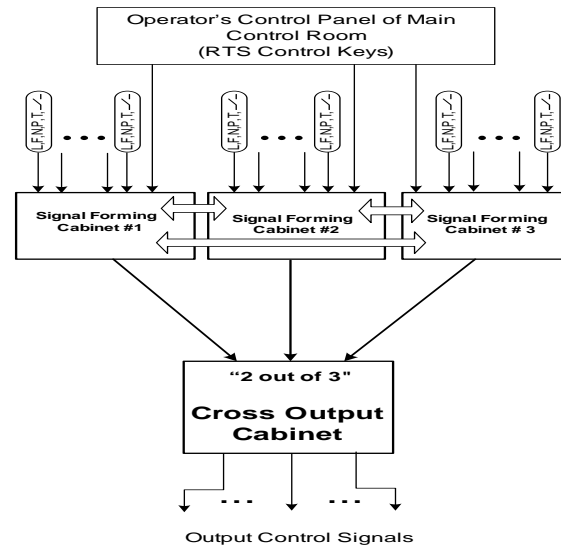 Operator’s Control Panel of Main
Control Room
(RTS Control Keys)
L,F,N,P,T,
L,F,N,P,T,
L,F,N,P,T,
L,F,N,P,T,
L,F,N,P,T,
L,F,N,P,T,
Signal Forming
Cabinet #1
Signal Forming
Cabinet #2
Signal Forming
Cabinet # 3
“2 out of 3"
Cross Output
Cabinet
Output Control Signals